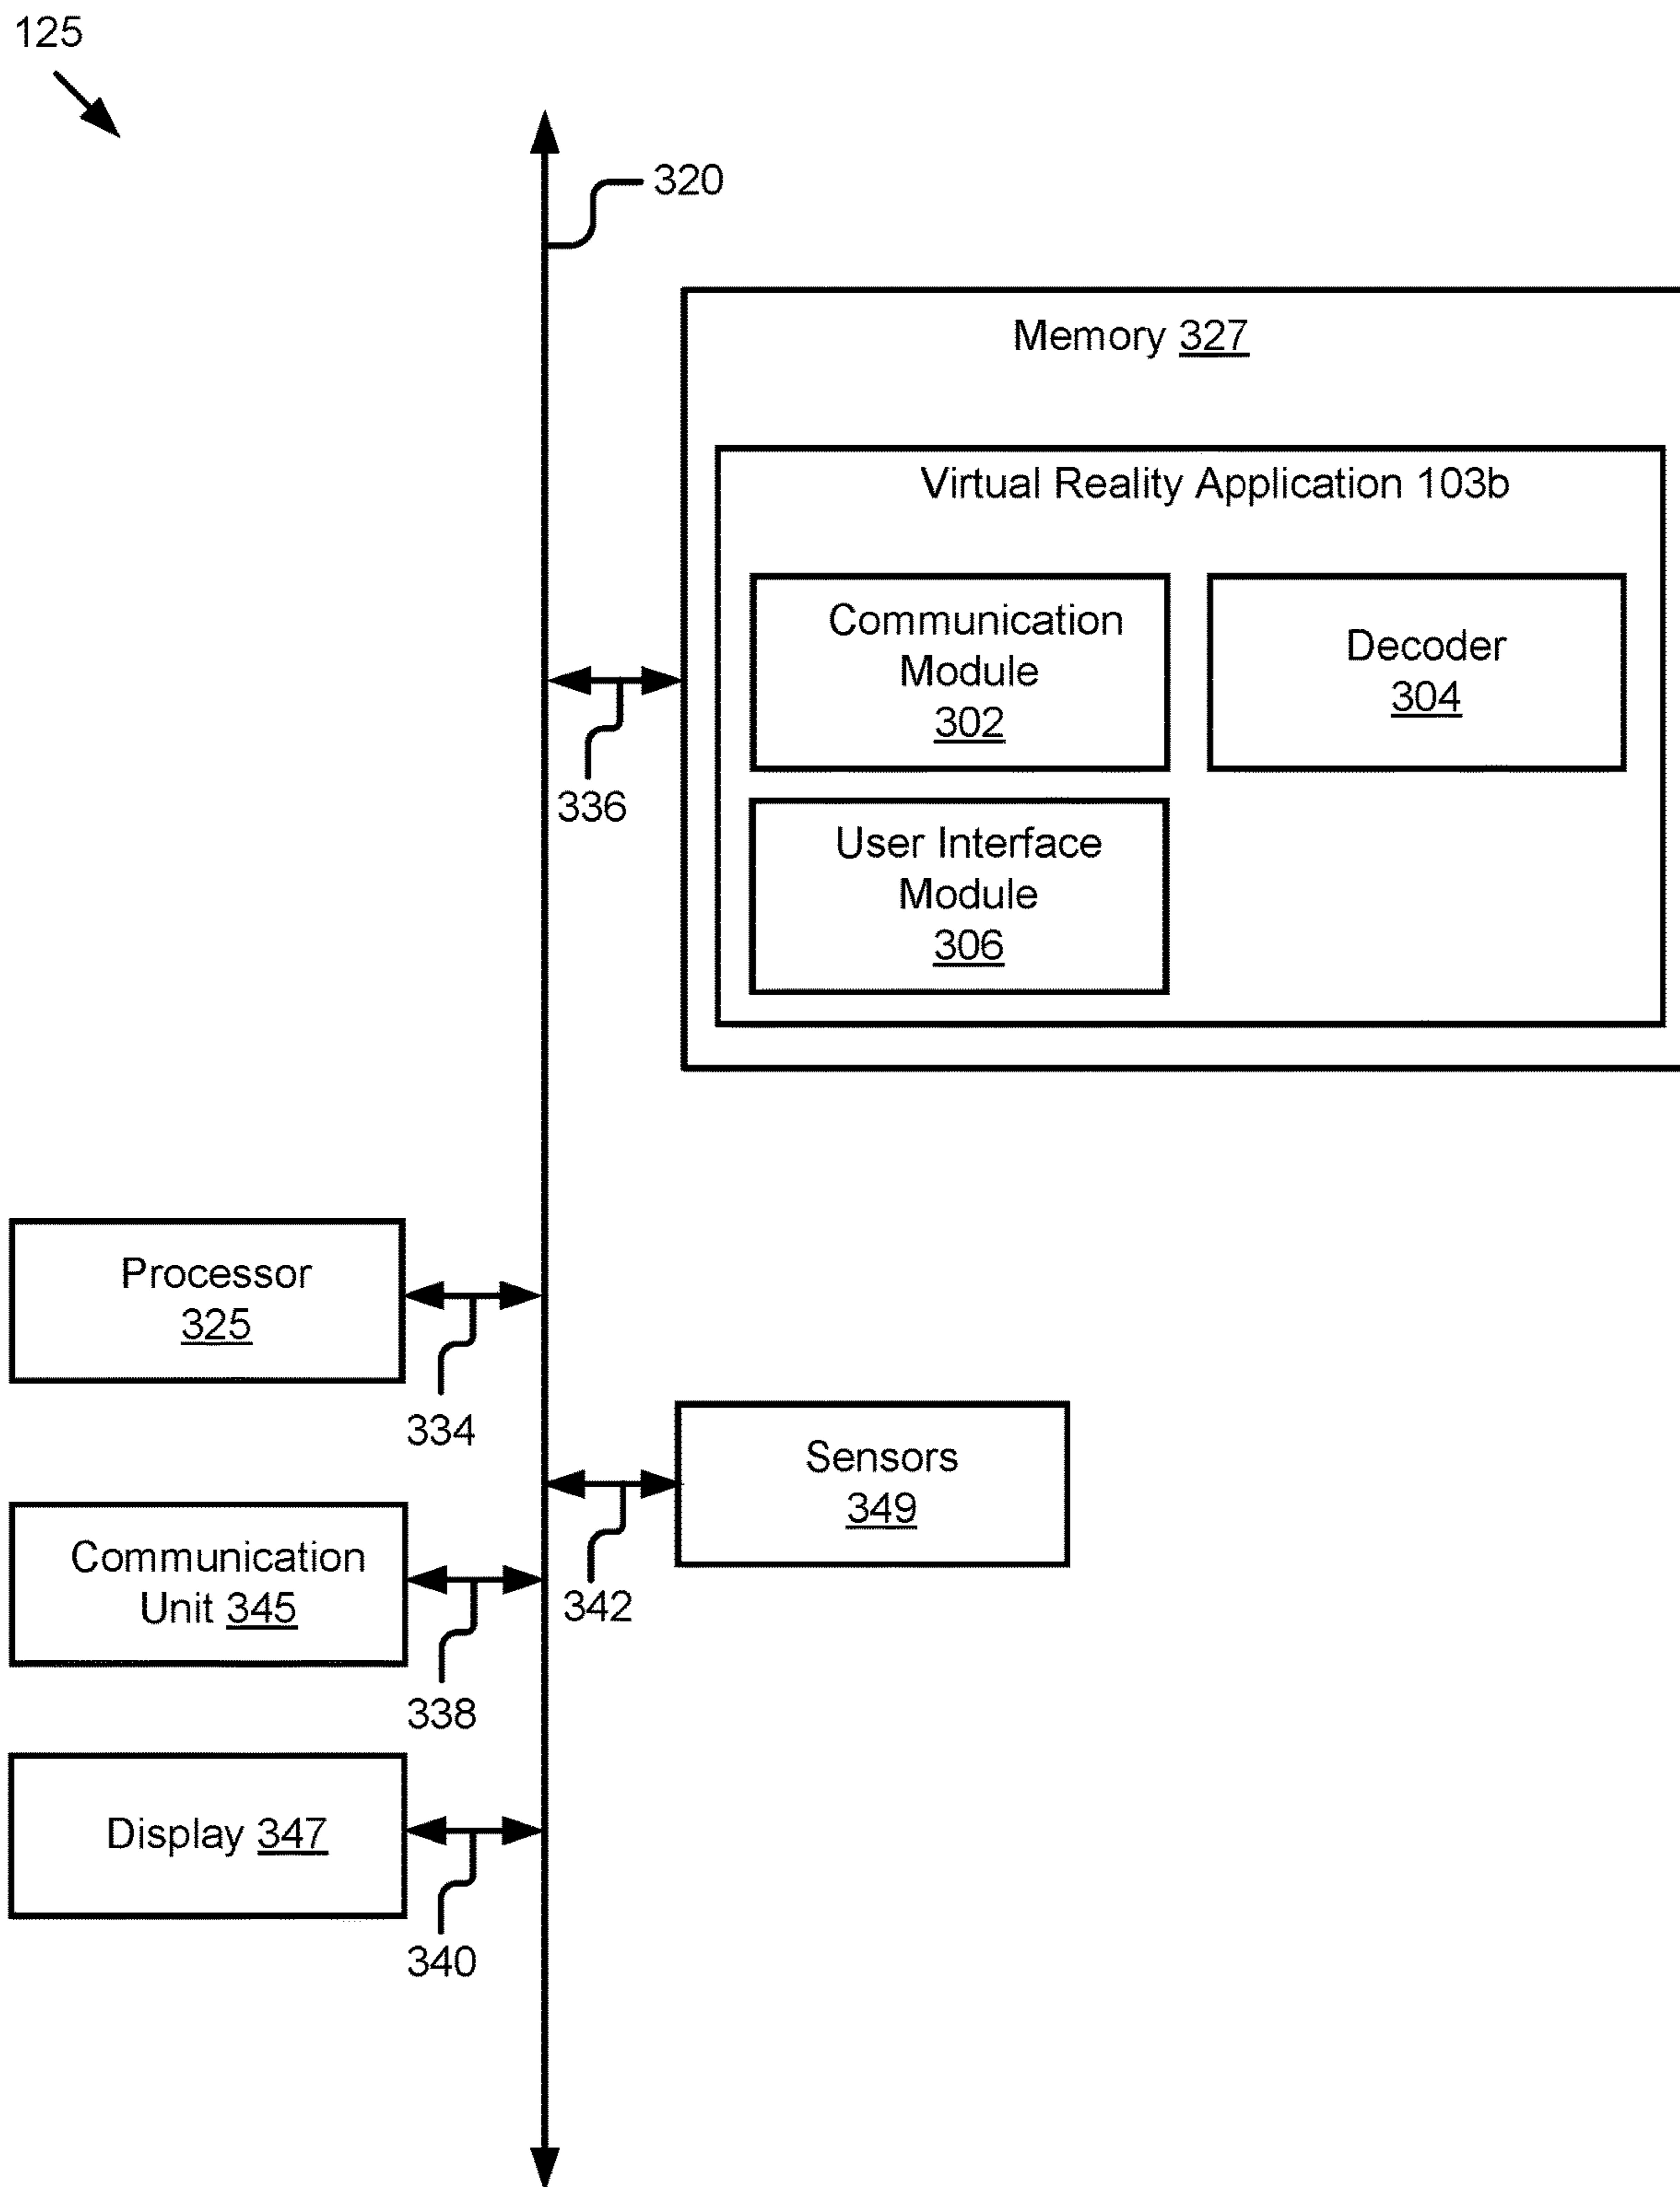 125
320
Memory 327
Virtual Reality Application 103b
Communication
Module
302
Decoder
304
336
User Interface
Module
306
Processor
325
334
Sensors
349
342
Communication
Unit 345
338
Display 347
340